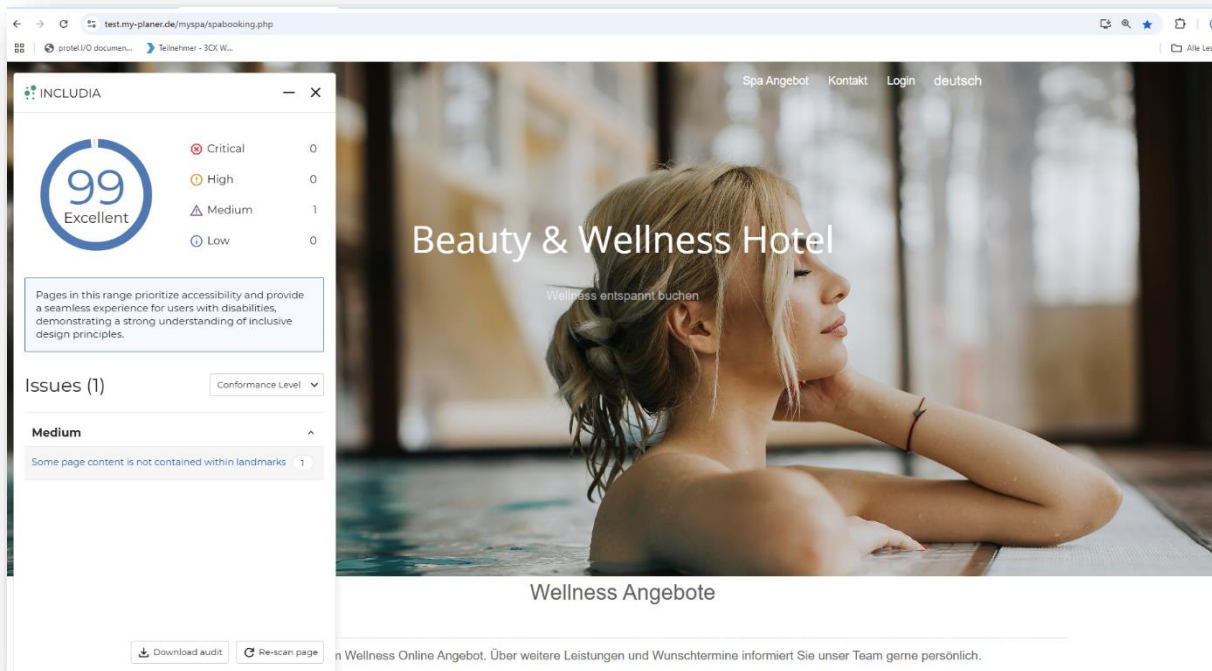 test.my-planer.de/myspa/spabooking.php
protel.I/O documen...
Teilnehmer - 3CX W...
Alle Les
INCLUDIA
Spa Angebot Kontakt Login deutsch
99
Excellent
Critical 0
High 0
Medium 1
Low 0
Beauty & Wellness Hotel
Wellness entspannt buchen
Pages in this range prioritize accessibility and provide
a seamless experience for users with disabilities,
demonstrating a strong understanding of inclusive
design principles.
Issues (1)
Conformance Level
Medium
Some page content is not contained within landmarks 1
Wellness Angebote
Download audit
Re-scan page
n Wellness Online Angebot. Über weitere Leistungen und Wunschtermine informiert Sie unser Team gerne persönlich.